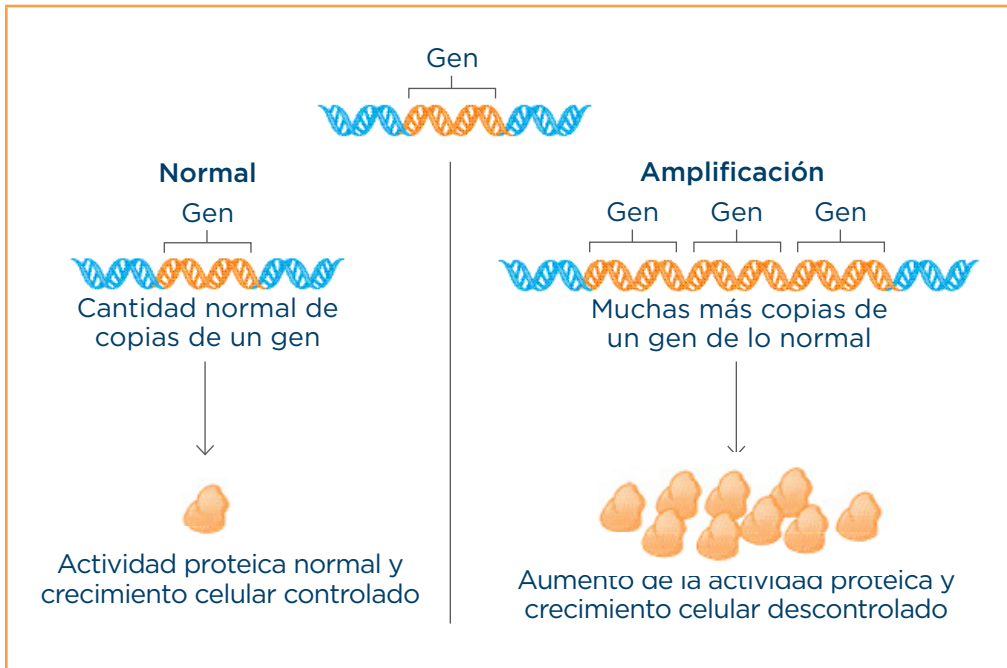 Gen
Normal
Gen
Cantidad normal de
copias de un gen
Actividad proteica normal y
crecimiento celular controlado
Amplificación
Gen Gen Gen
Muchas más copias de
un gen de lo normal
Aumento de la actividad proteica y
crecimiento celular descontrolado